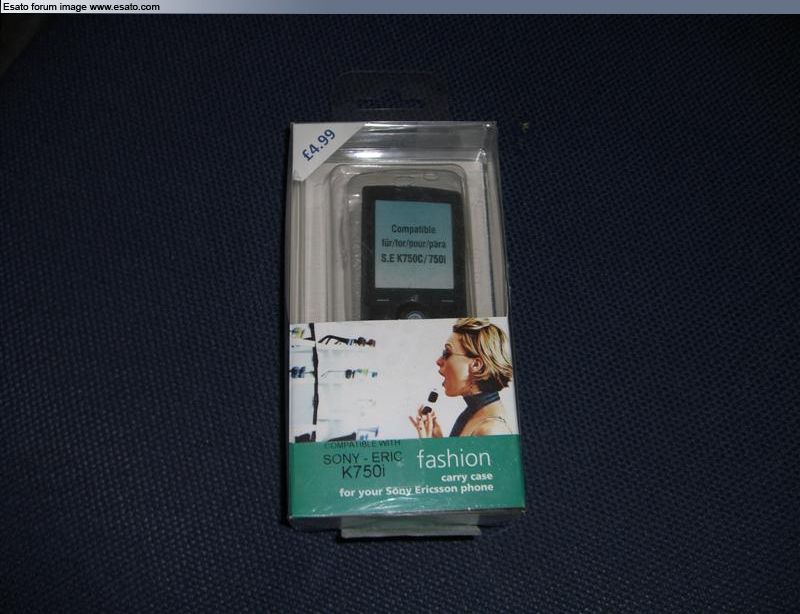 Esato forum image www.esato.com
£4.99
Compatible
für/for/pour/para
S.E K750C/750i
COMPATIBLE WITH
SONY - ERIC
K750i
fashion
carry case
for your Sony Ericsson phone